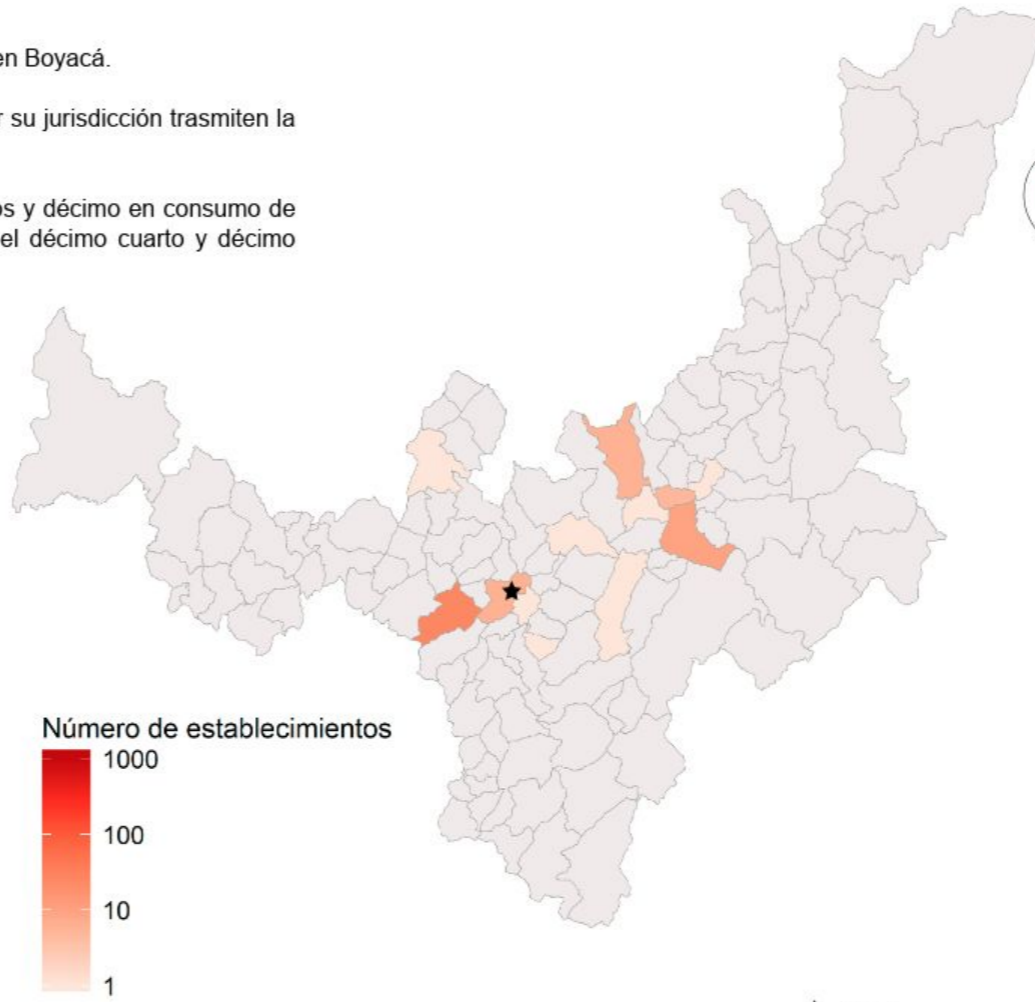 en Boyacá.
su jurisdicción trasmiten la
y décimo en consumo de
el décimo cuarto y décimo
Número de establecimientos
1000
100
10
1